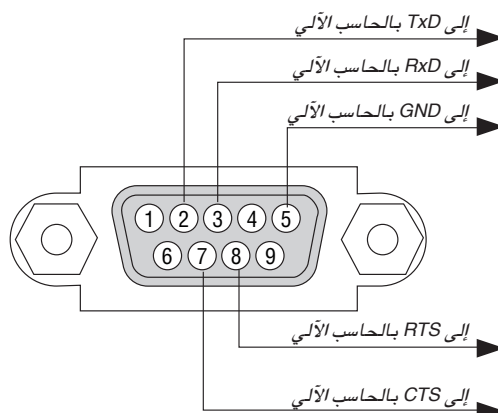 إلى TxD بالحاسب الآلي
إلى RxD بالحاسب الآلي
إلى GND بالحاسب الآلي
1 2 3 4 5
6 7 8 9
إلى RTS بالحاسب الآلي
إلى CTS بالحاسب الآلي